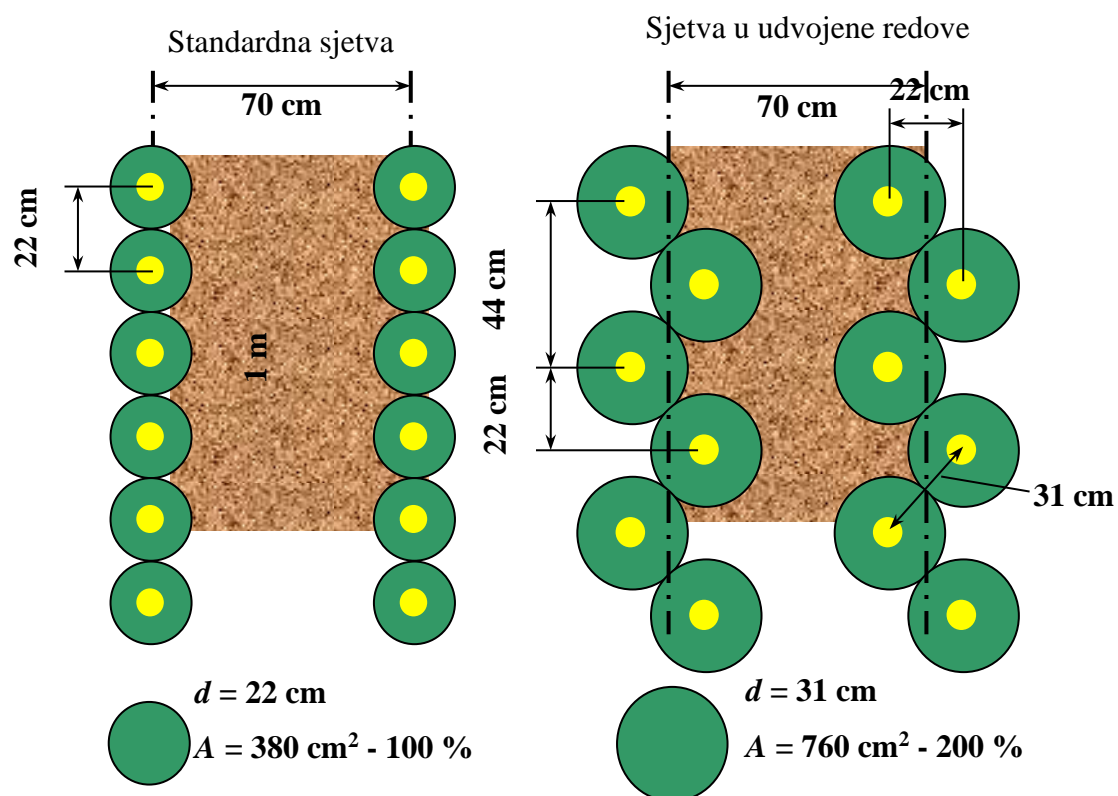 Standardna sjetva
70 cm
22 cm
1 m
d = 22 cm
A = 380 cm² - 100 %
Sjetva u udvojene redove
70 cm
22 cm
44 cm
22 cm
31 cm
d = 31 cm
A = 760 cm² - 200 %